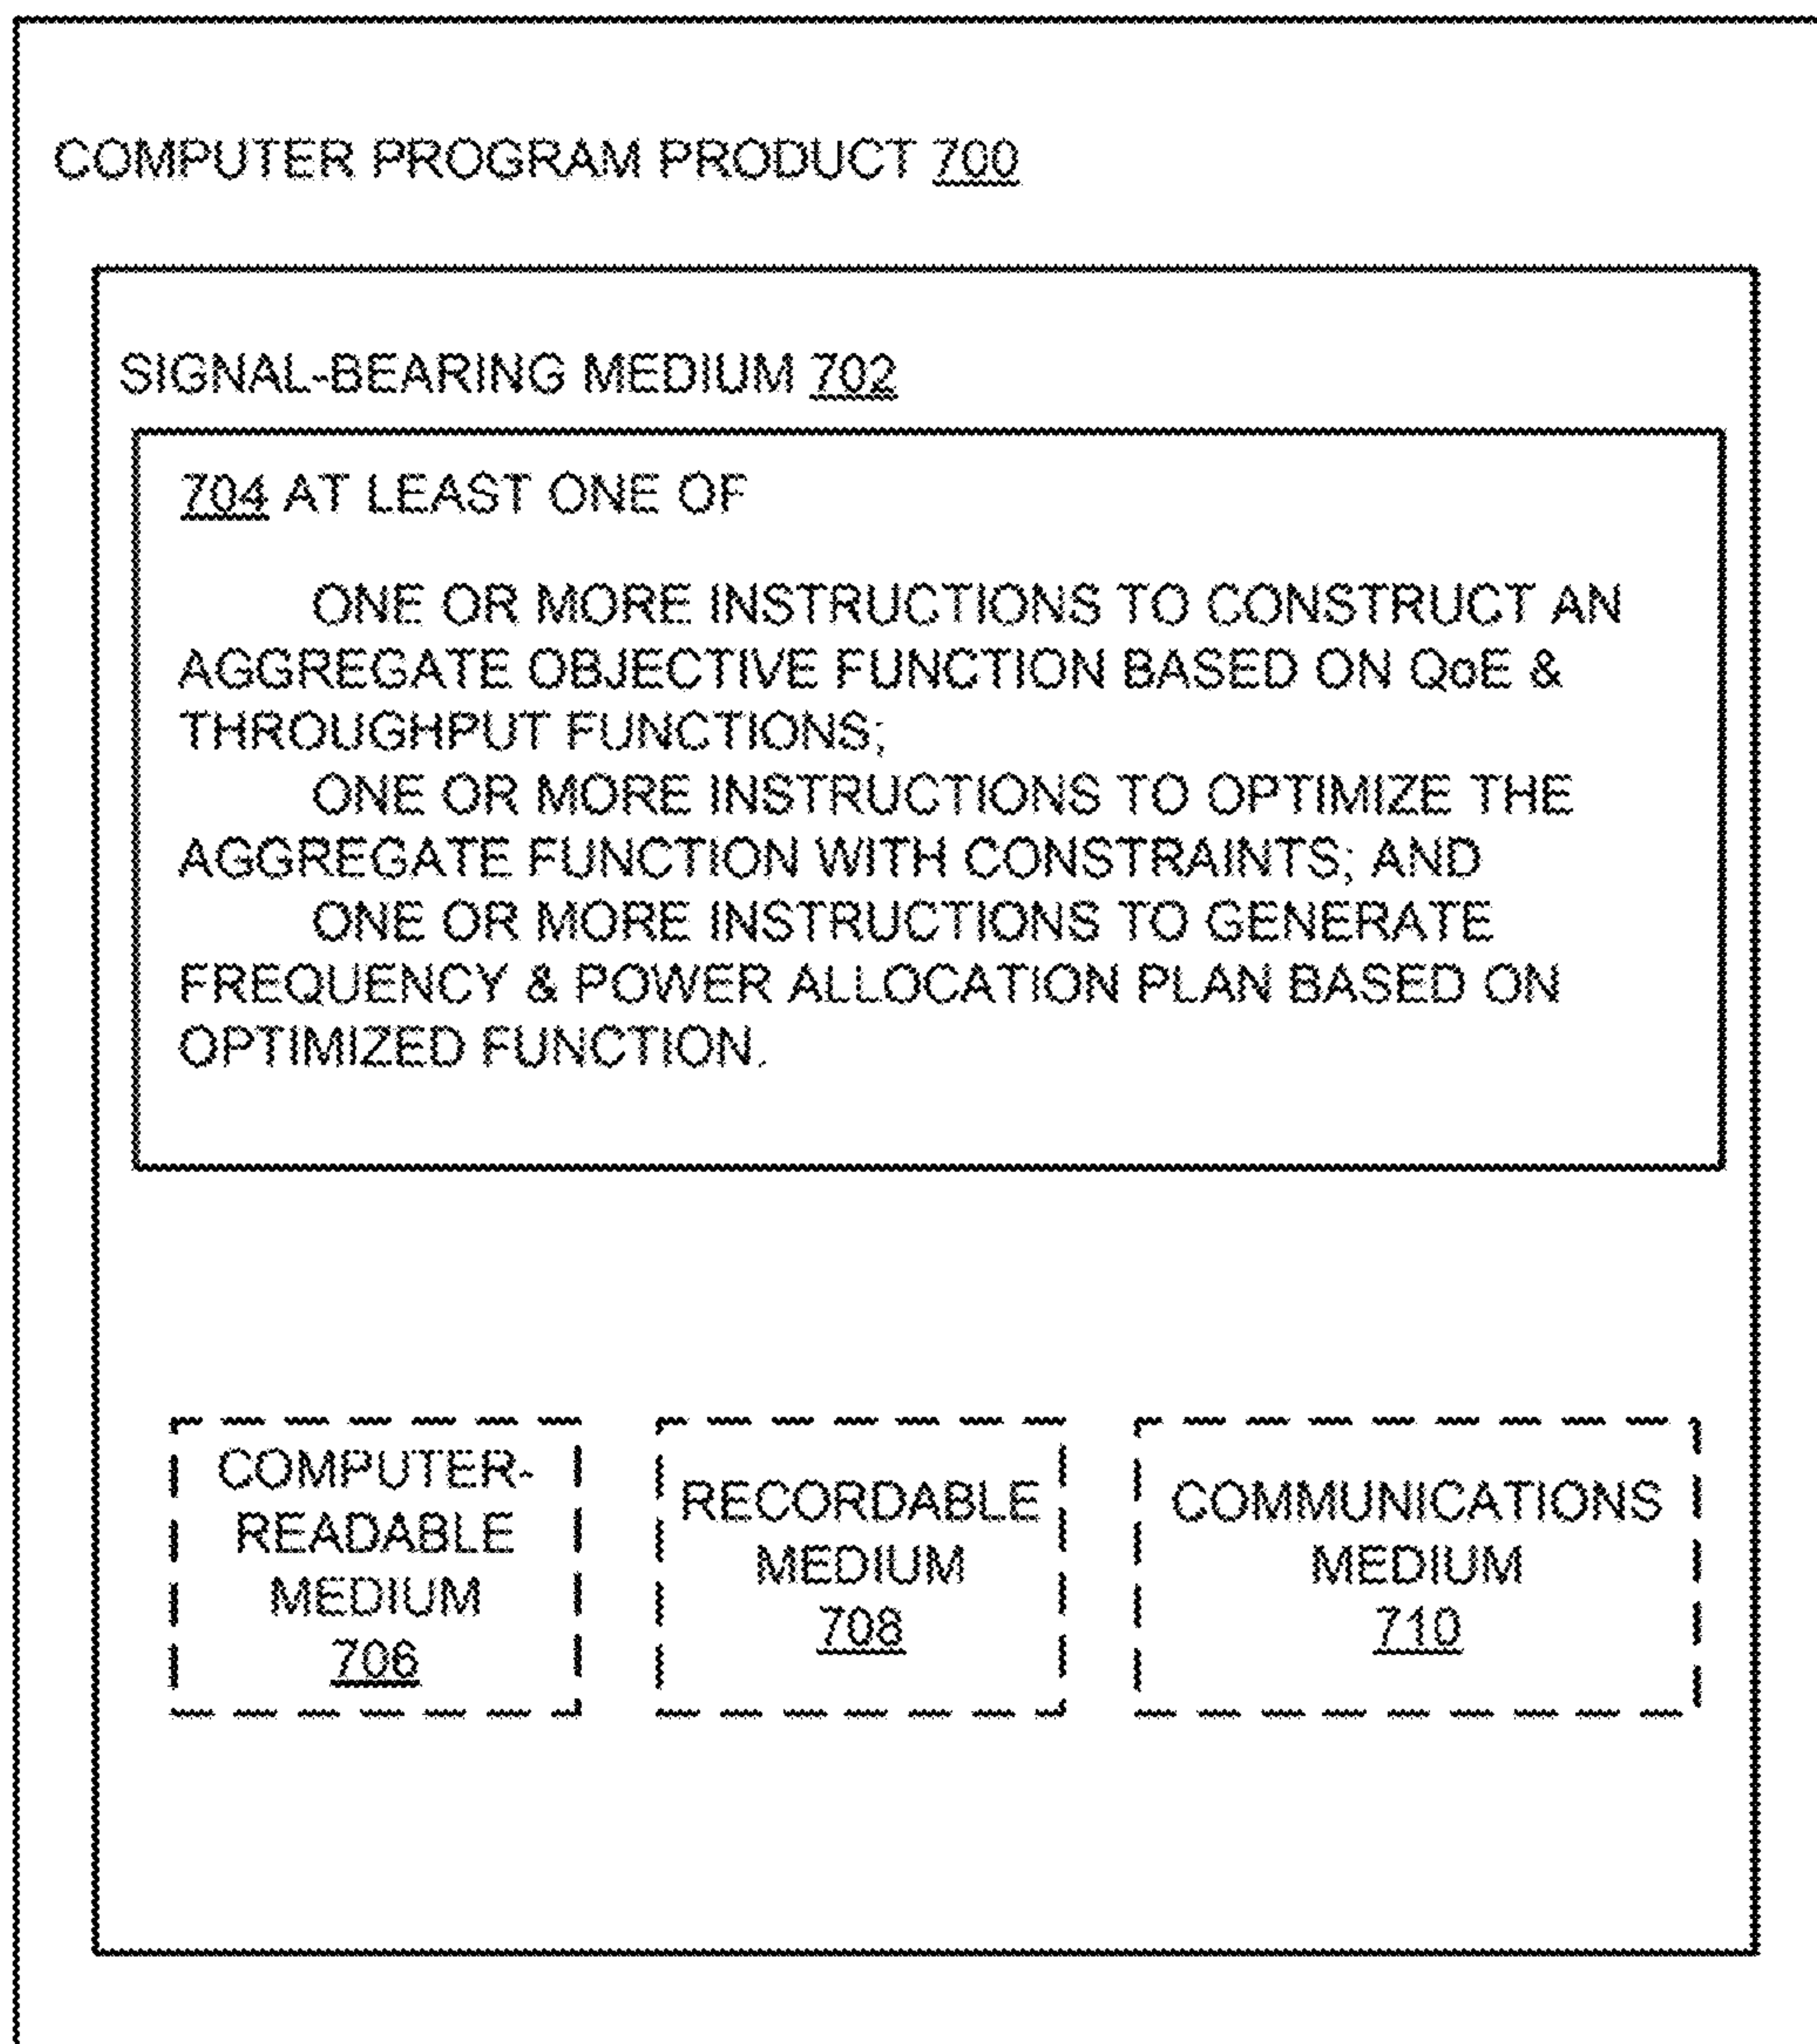 COMPUTER PROGRAM PRODUCT 700
SIGNAL-BEARING MEDIUM 702
704 AT LEAST ONE OF
ONE OR MORE INSTRUCTIONS TO CONSTRUCT AN
AGGREGATE OBJECTIVE FUNCTION BASED ON QoE &
THROUGHPUT FUNCTIONS;
ONE OR MORE INSTRUCTIONS TO OPTIMIZE THE
AGGREGATE FUNCTION WITH CONSTRAINTS; AND
ONE OR MORE INSTRUCTIONS TO GENERATE
FREQUENCY & POWER ALLOCATION PLAN BASED ON
OPTIMIZED FUNCTION.
COMPUTER-
READABLE
MEDIUM
706
RECORDABLE
MEDIUM
708
COMMUNICATIONS
MEDIUM
710